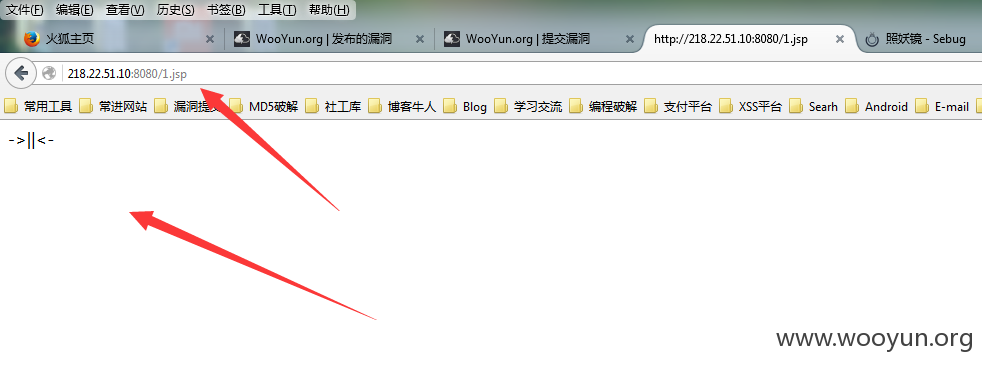 文件(F) 编辑(E) 查看(V) 历史(S) 书签(B) 工具(T) 帮助(H)
火狐主页 WooYun.org | 发布的漏洞 WooYun.org | 提交漏洞 http://218.22.51.10:8080/1.jsp 照妖镜 - Sebug
218.22.51.10:8080/1.jsp
常用工具 常进网站 漏洞提交 MD5破解 社工库 博客牛人 Blog 学习交流 编程破解 支付平台 XSS平台 Searh Android E-mail
->||<-
www.wooyun.org